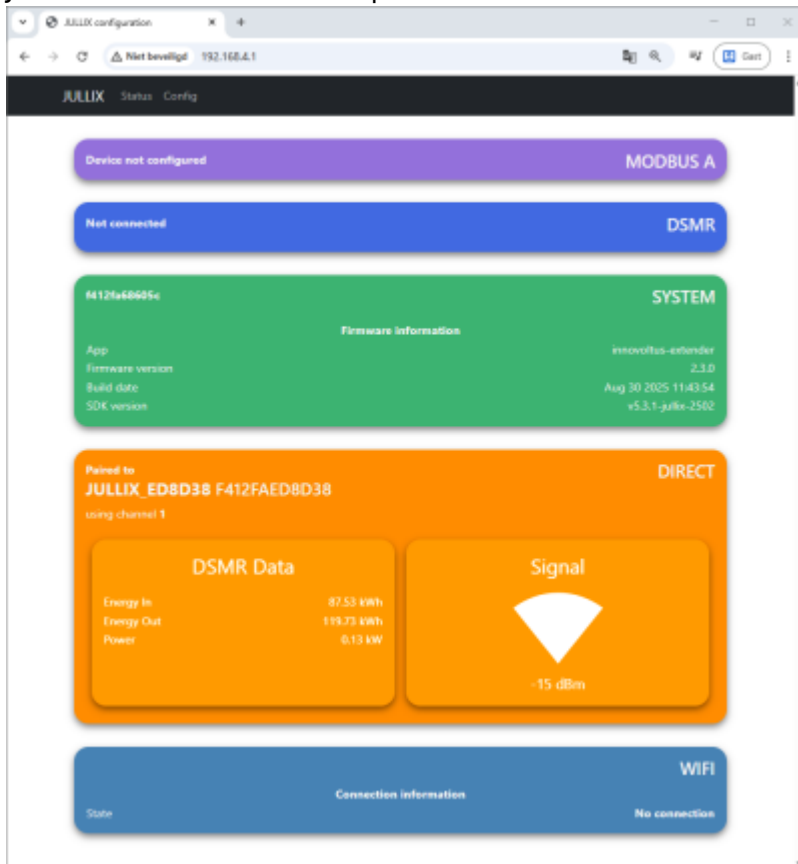 JULLIX configuration
Niet beveiligd 192.168.4.1
Gast
JULLIX Status Config
Device not configured MODBUS A
Not connected DSMR
f412fa68605c SYSTEM
Firmware information
App innovoltus-extender
Firmware version 2.3.0
Build date Aug 30 2025 11:43:54
SDK version v5.3.1-jullix-2502
Paired to DIRECT
JULLIX_ED8D38 F412FAED8D38
using channel 1
DSMR Data
Energy In 87.53 kWh
Energy Out 119.73 kWh
Power 0.13 kW
Signal
-15 dBm
WIFI
Connection information
State No connection